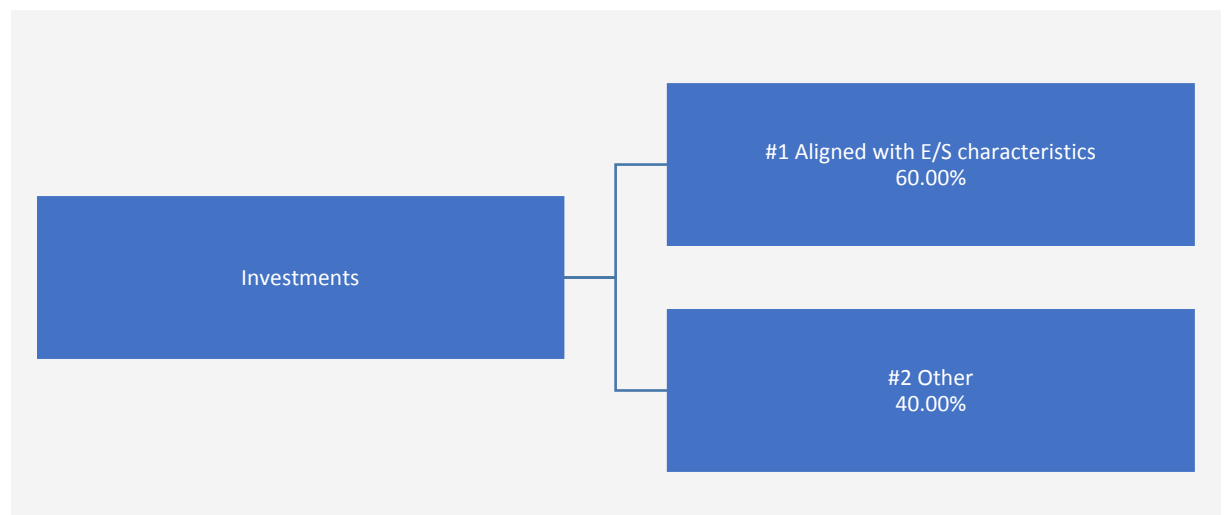 Investments
#1 Aligned with E/S characteristics
60.00%
#2 Other
40.00%